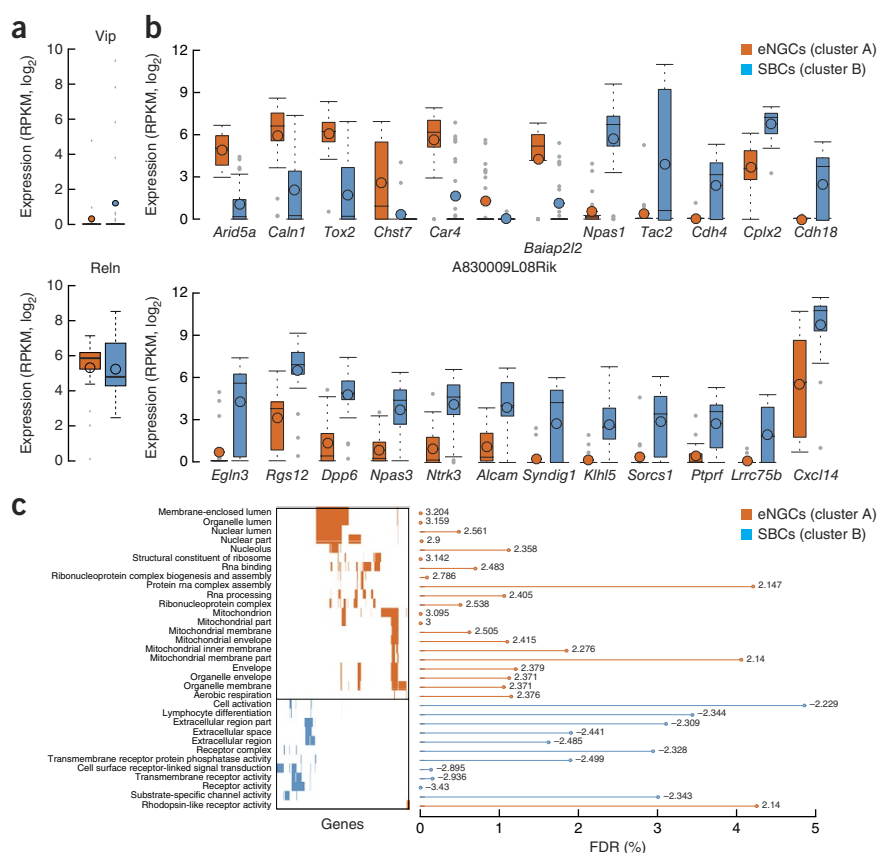 a
b
Vip
Expression (RPKM, log2)
10
8
6
4
2
0
Expression (RPKM, log2)
12
9
6
3
0
eNGCs (cluster A)
SBCs (cluster B)
Arid5a Caln1 Tox2 Chst7 Car4 Baiap2l2 Npas1 Tac2 Cdh4 Cplx2 Cdh18
A830009L08Rik
Reln
Expression (RPKM, log2)
10
8
6
4
2
0
Expression (RPKM, log2)
12
9
6
3
0
Egln3 Rgs12 Dpp6 Npas3 Ntrk3 Alcam Syndig1 Klhl5 Sorcs1 Ptprf Lrrc75b Cxcl14
c
eNGCs (cluster A)
SBCs (cluster B)
Membrane-enclosed lumen 3.204
Organelle lumen 3.159
Nuclear lumen 2.561
Nuclear part 2.9
Nucleolus 2.358
Structural constituent of ribosome 3.142
Rna binding 2.483
Ribonucleoprotein complex biogenesis and assembly 2.786
Protein rna complex assembly 2.147
Rna processing 2.405
Ribonucleoprotein complex 2.538
Mitochondrion 3.095
Mitochondrial part 3
Mitochondrial membrane 2.505
Mitochondrial envelope 2.415
Mitochondrial inner membrane 2.276
Mitochondrial membrane part 2.14
Envelope 2.379
Organelle envelope 2.371
Organelle membrane 2.371
Aerobic respiration 2.376
Cell activation −2.229
Lymphocyte differentiation −2.344
Extracellular region part −2.309
Extracellular space −2.441
Extracellular region −2.485
Receptor complex −2.328
Transmembrane receptor protein phosphatase activity −2.499
Cell surface receptor-linked signal transduction −2.895
Transmembrane receptor activity −2.936
Receptor activity −3.43
Substrate-specific channel activity −2.343
Rhodopsin-like receptor activity 2.14
Genes
0 1 2 3 4 5
FDR (%)